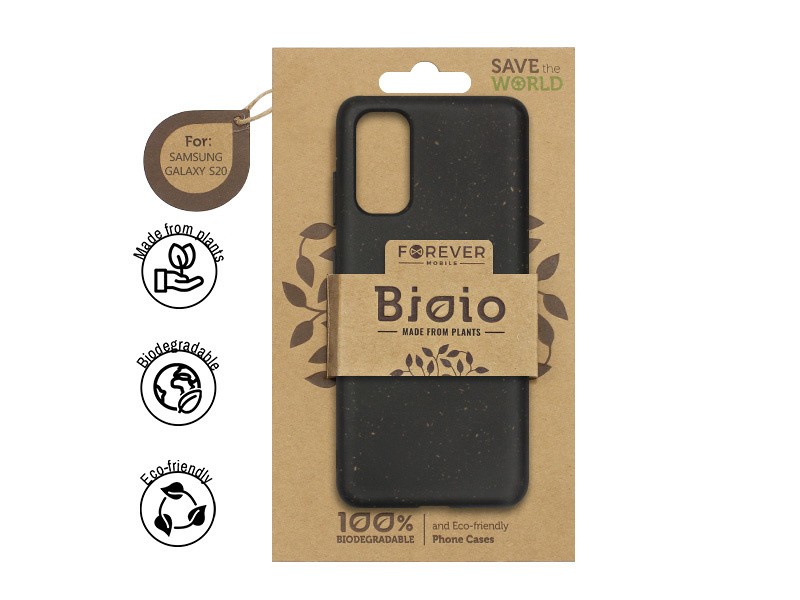 SAVE the
WORLD
For:
SAMSUNG
GALAXY S20
Made from plants
FOREVER
MOBILE
Bioio
MADE FROM PLANTS
Biodegradable
Eco-friendly
100%
BIODEGRADABLE
and Eco-friendly
Phone Cases